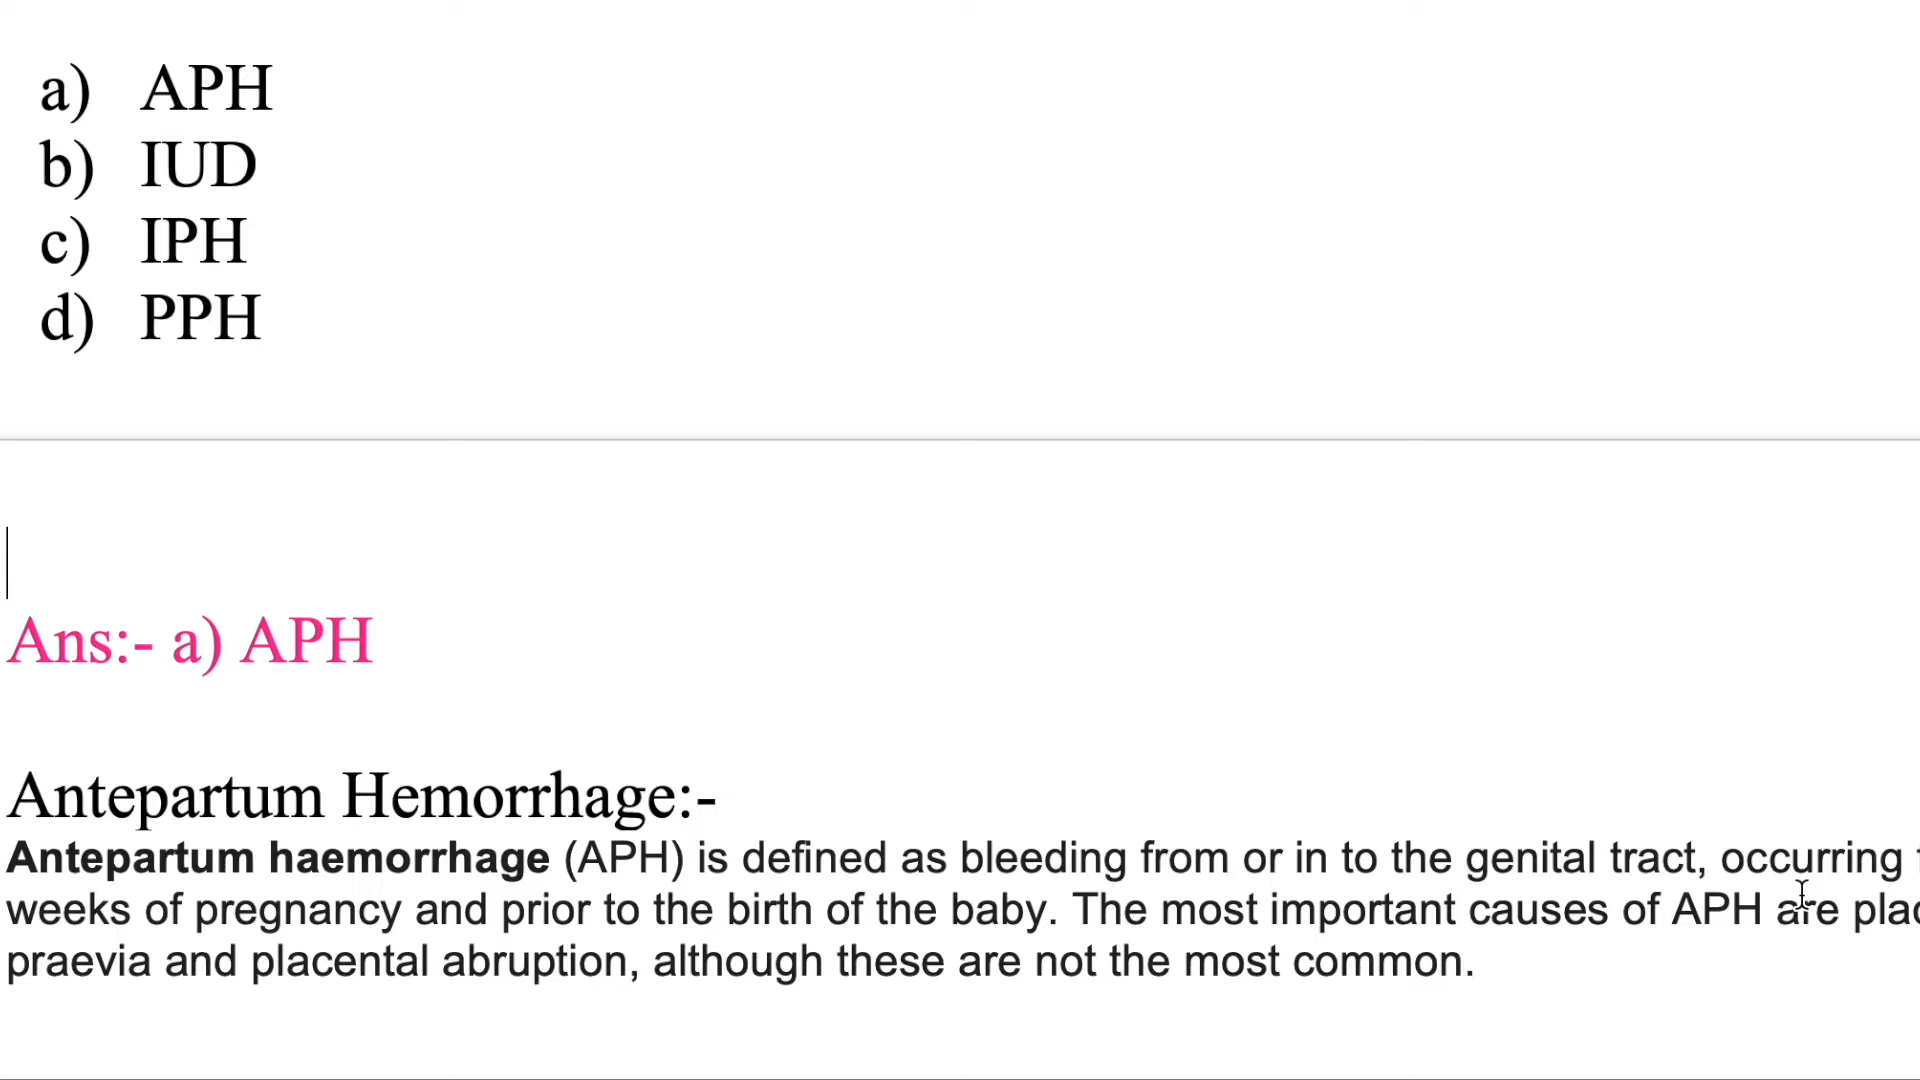 a) APH
b) IUD
c) IPH
d) PPH
Ans:- a) APH
Antepartum Hemorrhage:-
Antepartum haemorrhage (APH) is defined as bleeding from or in to the genital tract, occurring
weeks of pregnancy and prior to the birth of the baby. The most important causes of APH are
praevia and placental abruption, although these are not the most common.